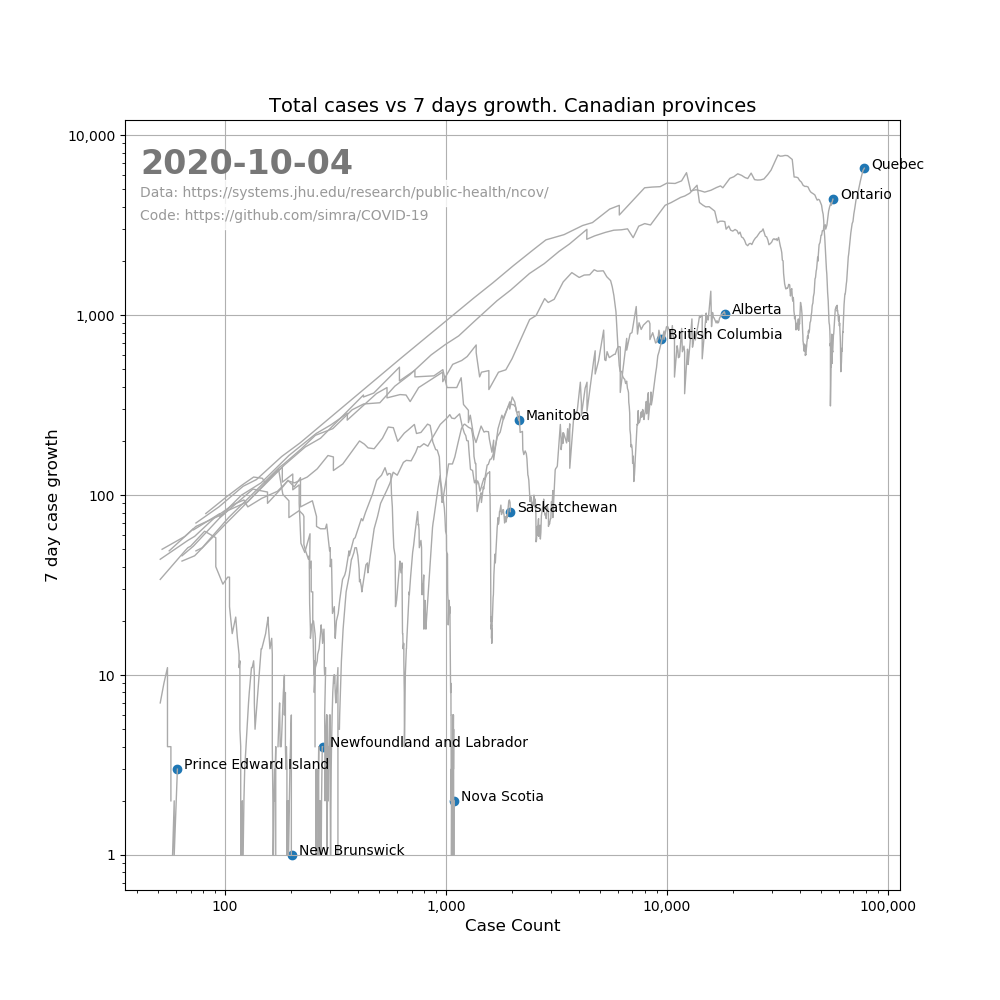 Total cases vs 7 days growth. Canadian provinces
10,000
2020-10-04
Data: https://systems.jhu.edu/research/public-health/ncov/
Code: https://github.com/simra/COVID-19
Quebec
Ontario
1,000
Alberta
British Columbia
Manitoba
100
Saskatchewan
7 day case growth
10
Newfoundland and Labrador
Prince Edward Island
Nova Scotia
1
New Brunswick
100
1,000
10,000
100,000
Case Count